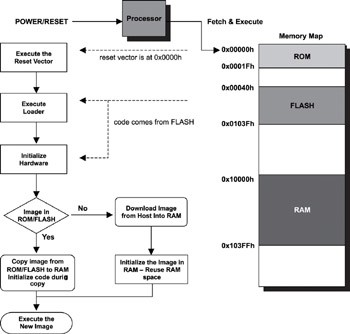 POWER/RESET
Processor
Fetch & Execute
Memory Map
Execute the
Reset Vector
reset vector is at 0x0000h
0x00000h
ROM
0x0001Fh
Execute
Loader
code comes from FLASH
0x00040h
FLASH
0x0103Fh
Initialize
Hardware
0x10000h
RAM
0x103FFh
Image in
ROM/FLASH
No
Download Image
from Host Into RAM
Yes
Copy image from
ROM/FLASH to RAM
Initialize code durig
copy
Initialize the Image in
RAM – Reuse RAM
space
Execute the
New Image